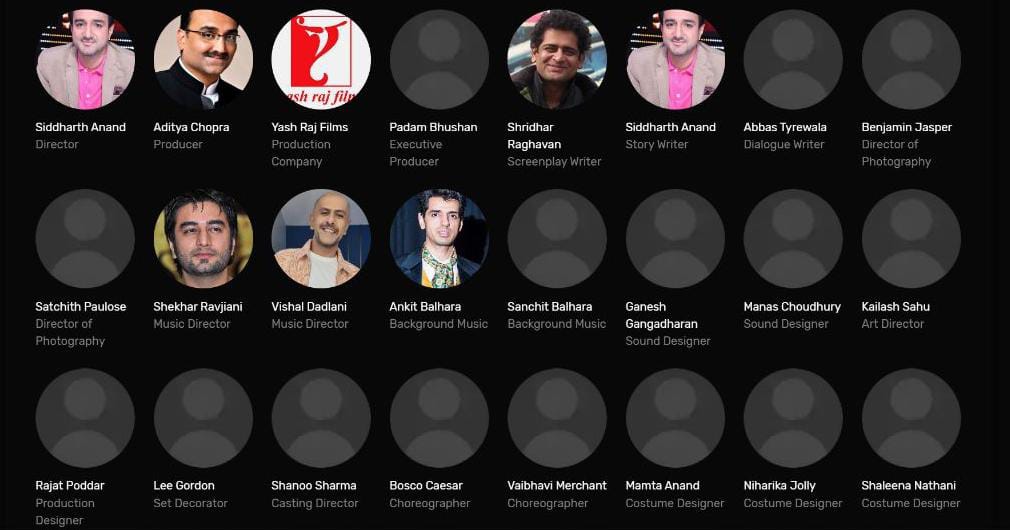 ash raj film
Siddharth Anand
Director
Aditya Chopra
Producer
Yash Raj Films
Production
Company
Padam Bhushan
Executive
Producer
Shridhar
Raghavan
Screenplay Writer
Siddharth Anand
Story Writer
Abbas Tyrewala
Dialogue Writer
Benjamin Jasper
Director of
Photography
Satchith Paulose
Director of
Photography
Shekhar Ravjiani
Music Director
Vishal Dadlani
Music Director
Ankit Balhara
Background Music
Sanchit Balhara
Background Music
Ganesh
Gangadharan
Sound Designer
Manas Choudhury
Sound Designer
Kailash Sahu
Art Director
Rajat Poddar
Production
Designer
Lee Gordon
Set Decorator
Shanoo Sharma
Casting Director
Bosco Caesar
Choreographer
Vaibhavi Merchant
Choreographer
Mamta Anand
Costume Designer
Niharika Jolly
Costume Designer
Shaleena Nathani
Costume Designer